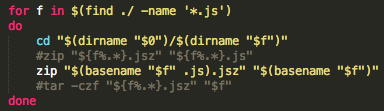 for f in $(find ./ -name '*.js')
do
    cd "$(dirname "$0")/$(dirname "$f")"
    #zip "${f%.*}.jsz" "${f%.*}.js"
    zip "$(basename "$f" .js).jsz" "$(basename "$f")"
    #tar -czf "${f%.*}.jsz" "$f"
done